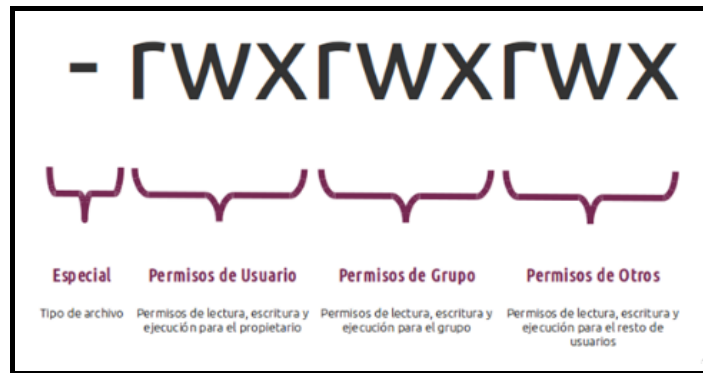 - rwxrwxrwx
Especial
Permisos de Usuario
Permisos de Grupo
Permisos de Otros
Tipo de archivo
Permisos de lectura, escritura y
ejecución para el propietario
Permisos de lectura, escritura y
ejecución para el grupo
Permisos de lectura, escritura y
ejecución para el resto de
usuarios